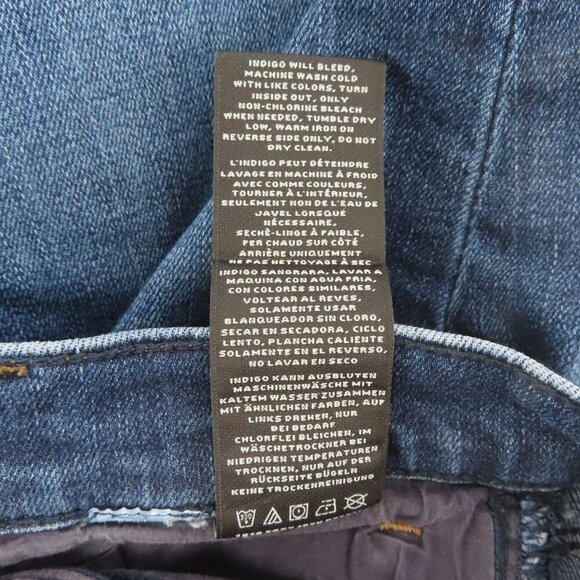 INDIGO WILL BLEED,
MACHINE WASH COLD
WITH LIKE COLORS, TURN
INSIDE OUT, ONLY
NON-CHLORINE BLEACH
WHEN NEEDED, TUMBLE DRY
LOW, WARM IRON ON
REVERSE SIDE ONLY, DO NOT
DRY CLEAN.
L'INDIGO PEUT DÉTEINDRE
LAVAGE EN MACHINE À FROID
AVEC COMME COULEURS,
TOURNER À L'INTÉRIEUR,
SEULEMENT NON DE L'EAU DE
JAVEL LORSQUE
NÉCESSAIRE,
SECHÉ-LINGE À FAIBLE,
FER CHAUD SUR CÔTÉ
ARRIÈRE UNIQUEMENT
NE PAS NETTOYAGE À SEC
INDIGO SANGRARA, LAVAR A
MAQUINA CON AGUA FRIA,
CON COLORES SIMILARES,
VOLTEAR AL REVES,
SOLAMENTE USAR
BLANQUEADOR SIN CLORO,
SECAR EN SECADORA, CICLO
LENTO, PLANCHA CALIENTE
SOLAMENTE EN EL REVERSO,
NO LAVAR EN SECO
INDIGO KANN AUSBLUTEN
MASCHINENWÄSCHE MIT
KALTEM WASSER ZUSAMMEN
MIT ÄHNLICHEN FARBEN, AUF
LINKS DREHEN, NUR
BEI BEDARF
CHLORFLEI BLEICHEN, IM
WÄSCHETROCKNER BEI
NIEDRIGEN TEMPERATUREN
TROCKNEN, NUR AUF DER
RÜCKSEITE BÜGELN
KEINE TROCKENREINIGUNG